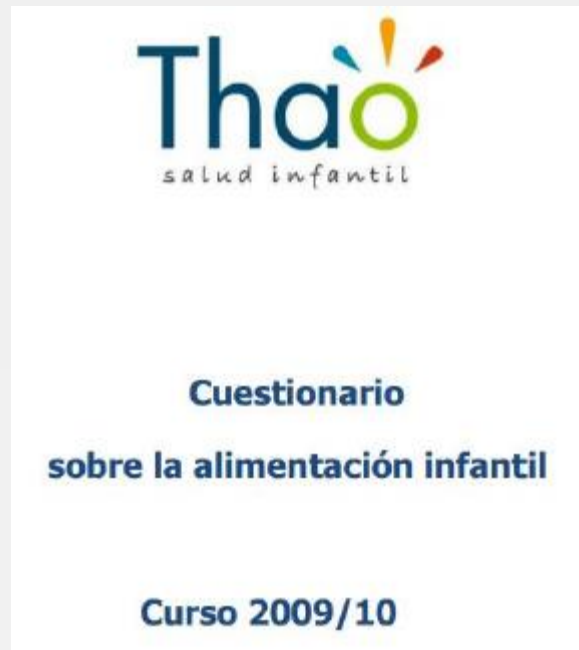 Thao
salud infantil
Cuestionario
sobre la alimentación infantil
Curso 2009/10